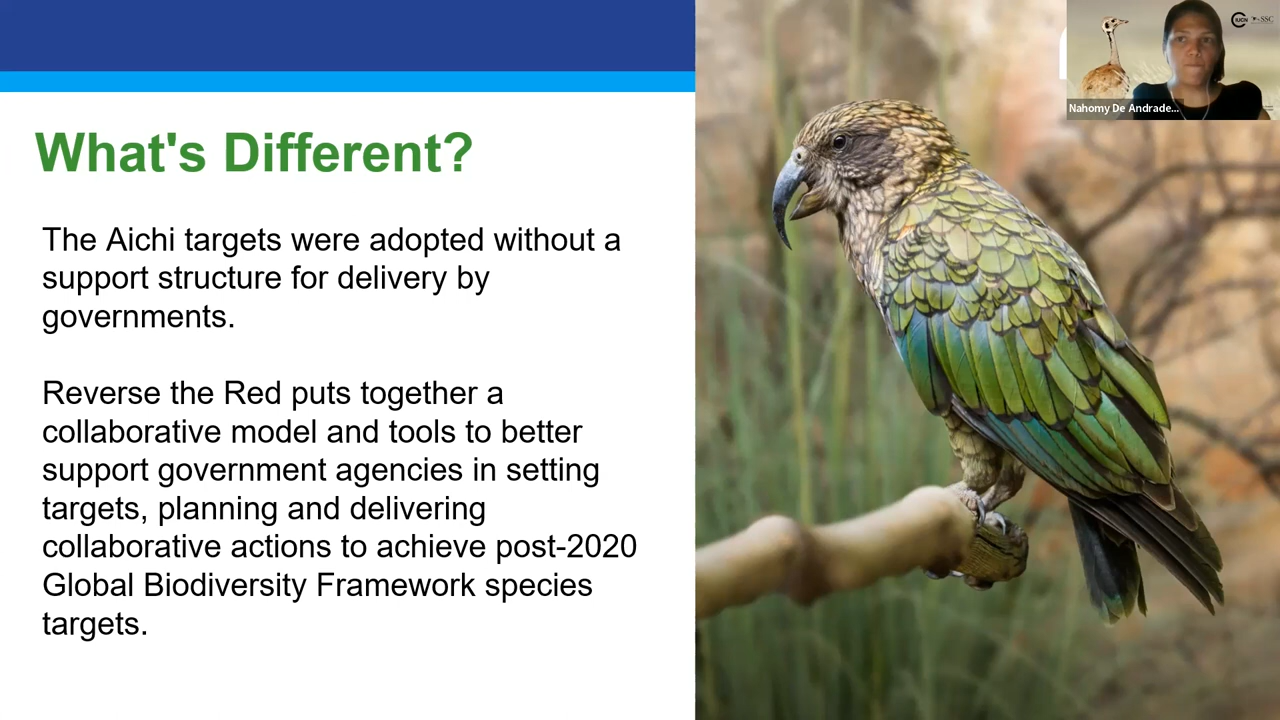 What's Different?
The Aichi targets were adopted without a
support structure for delivery by
governments.
Reverse the Red puts together a
collaborative model and tools to better
support government agencies in setting
targets, planning and delivering
collaborative actions to achieve post-2020
Global Biodiversity Framework species
targets.
IUCN SSC
Nahomy De Andrade...